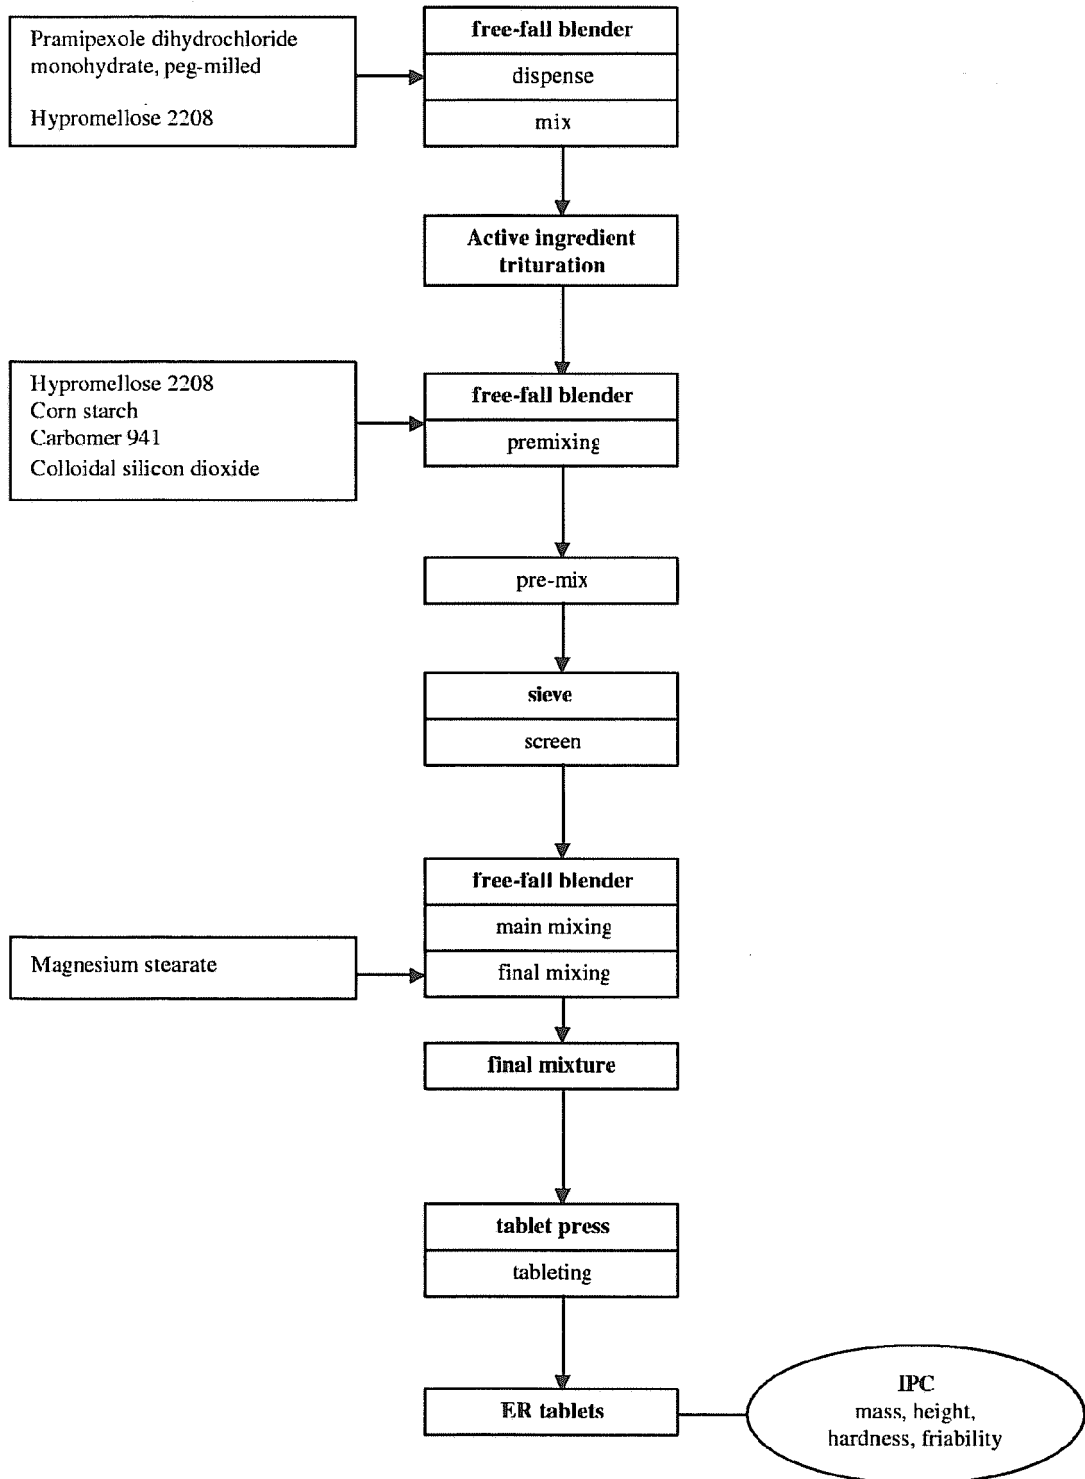 Pramipexole dihydrochloride
monohydrate, peg-milled
Hypromellose 2208
free-fall blender
dispense
mix
Active ingredient
trituration
Hypromellose 2208
Corn starch
Carbomer 941
Colloidal silicon dioxide
free-fall blender
premixing
pre-mix
sieve
screen
free-fall blender
main mixing
Magnesium stearate
final mixing
final mixture
tablet press
tableting
ER tablets
IPC
mass, height,
hardness, friability